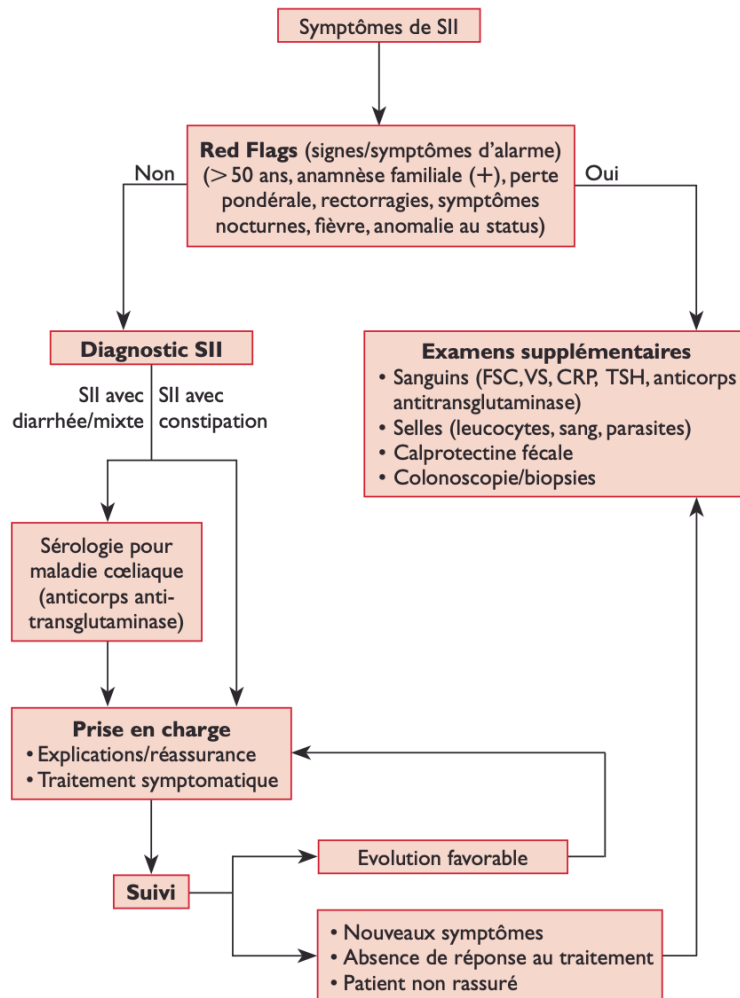 Symptômes de SII
Red Flags (signes/symptômes d'alarme)
(> 50 ans, anamnèse familiale (+), perte
pondérale, rectorragies, symptômes
nocturnes, fièvre, anomalie au status)
Non
Oui
Diagnostic SII
SII avec
diarrhée/mixte
SII avec
constipation
Examens supplémentaires
• Sanguins (FSC, VS, CRP, TSH, anticorps
antitransglutaminase)
• Selles (leucocytes, sang, parasites)
• Calprotectine fécale
• Colonoscopie/biopsies
Sérologie pour
maladie cœliaque
(anticorps anti-
transglutaminase)
Prise en charge
• Explications/réassurance
• Traitement symptomatique
Suivi
Evolution favorable
• Nouveaux symptômes
• Absence de réponse au traitement
• Patient non rassuré